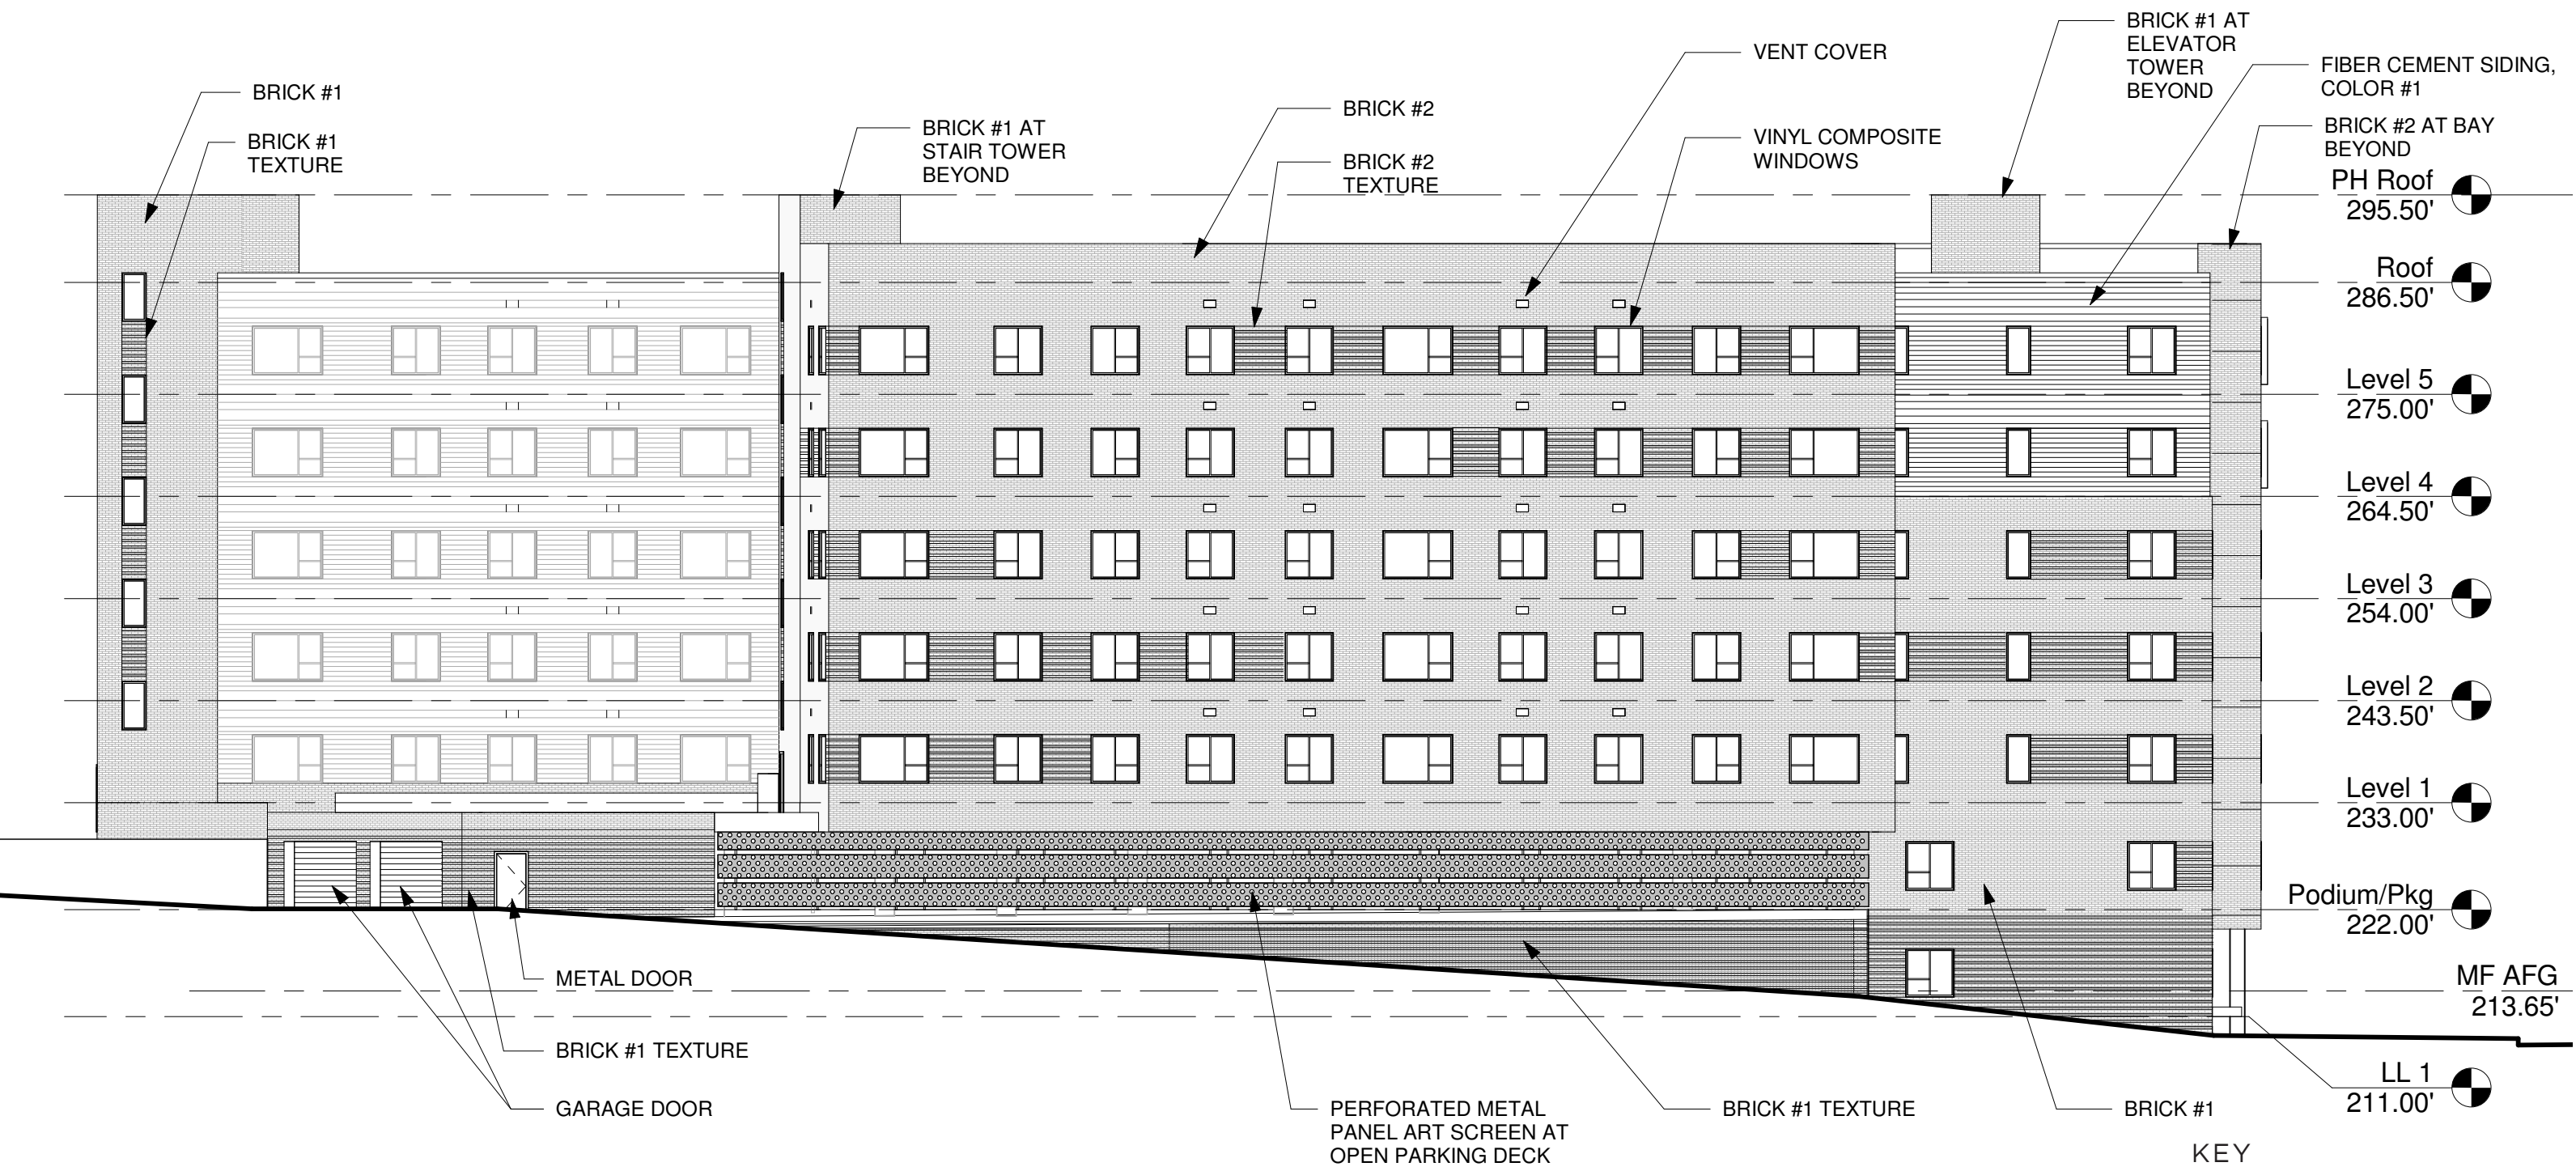 BRICK #1 AT
ELEVATOR
TOWER
BEYOND
VENT COVER
FIBER CEMENT SIDING,
COLOR #1
BRICK #1
BRICK #2
BRICK #1 AT
STAIR TOWER
BEYOND
BRICK #2 AT BAY
BEYOND
BRICK #1
TEXTURE
VINYL COMPOSITE
WINDOWS
BRICK #2
TEXTURE
PH Roof
295.50'
Roof
286.50'
Level 5
275.00'
Level 4
264.50'
Level 3
254.00'
Level 2
243.50'
Level 1
233.00'
Podium/Pkg
222.00'
MF AFG
213.65'
LL 1
211.00'
METAL DOOR
BRICK #1 TEXTURE
GARAGE DOOR
PERFORATED METAL
PANEL ART SCREEN AT
OPEN PARKING DECK
BRICK #1 TEXTURE
BRICK #1
KEY